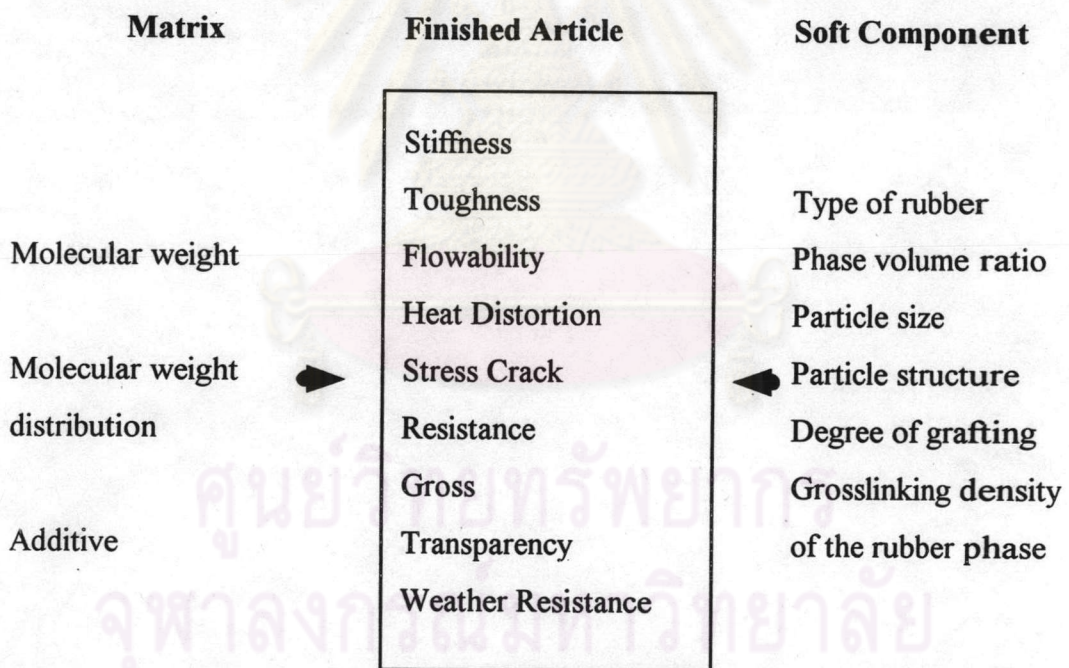 Matrix
Finished Article
Soft Component
Molecular weight
Molecular weight
distribution
Additive
Stiffness
Toughness
Flowability
Heat Distortion
Stress Crack
Resistance
Gross
Transparency
Weather Resistance
Type of rubber
Phase volume ratio
Particle size
Particle structure
Degree of grafting
Grosslinking density
of the rubber phase
ศูนย์วิทยทรัพยากร
จุฬาลงกรณ์มหาวิทยาลัย